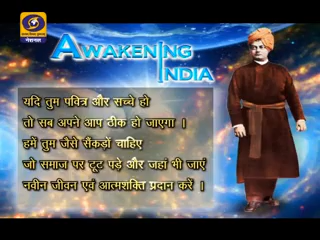 नेशनल
AWAKENING
INDIA
यदि तुम पवित्र और सच्चे हो
तो सब अपने आप ठीक हो जाएगा ।
हमें तुम जैसे सैंकड़ों चाहिए
जो समाज पर टूट पड़े और जहां भी जाएं
नवीन जीवन एवं आत्मशक्ति प्रदान करें ।